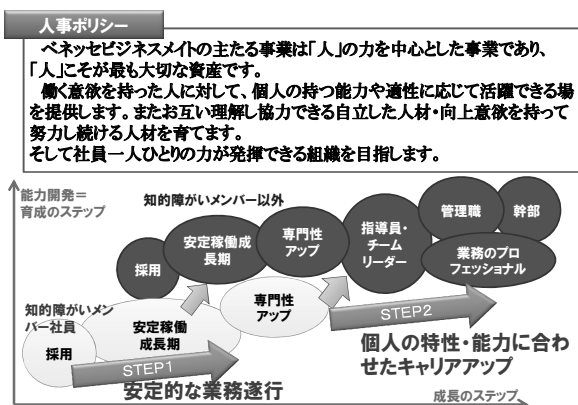 人事ポリシー
ベネッセビジネスメイトの主たる事業は「人」の力を中心とした事業であり、
「人」こそが最も大切な資産です。
働く意欲を持った人に対して、個人の持つ能力や適性に応じて活躍できる場
を提供します。またお互い理解し協力できる自立した人材・向上意欲を持って
努力し続ける人材を育てます。
そして社員一人ひとりの力が発揮できる組織を目指します。
能力開発＝
育成のステップ
知的障がいメンバー以外
採用
安定稼働成
長期
専門性
アップ
指導員・
チーム
リーダー
管理職
幹部
業務のプロ
フェッショナル
知的障がいメン
バー社員
採用
安定稼働
成長期
専門性
アップ
STEP1
安定的な業務遂行
STEP2
個人の特性・能力に合わ
せたキャリアアップ
成長のステップ